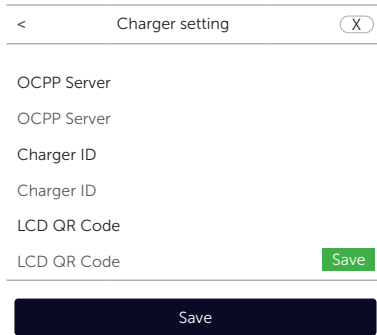 < Charger setting X
OCPP Server
OCPP Server
Charger ID
Charger ID
LCD QR Code
LCD QR Code Save
Save